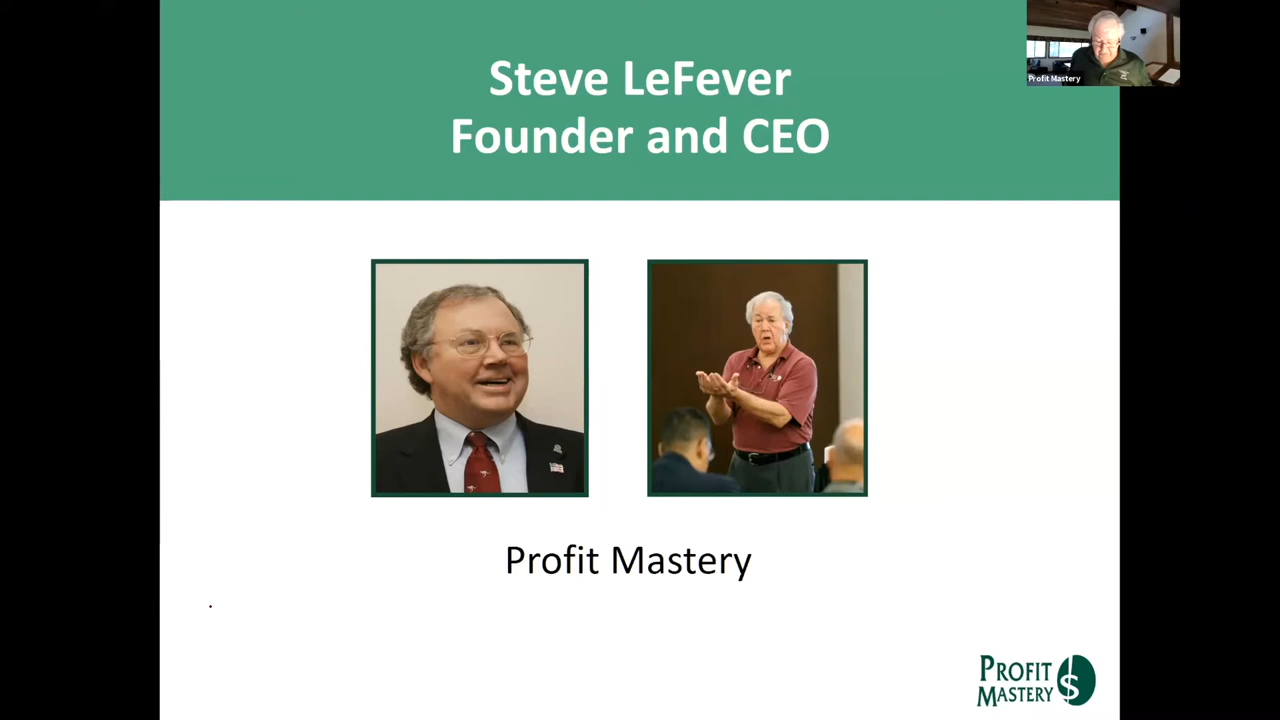 Steve LeFever
Founder and CEO
Profit Mastery
Profit Mastery
.
PROFIT
MASTERY